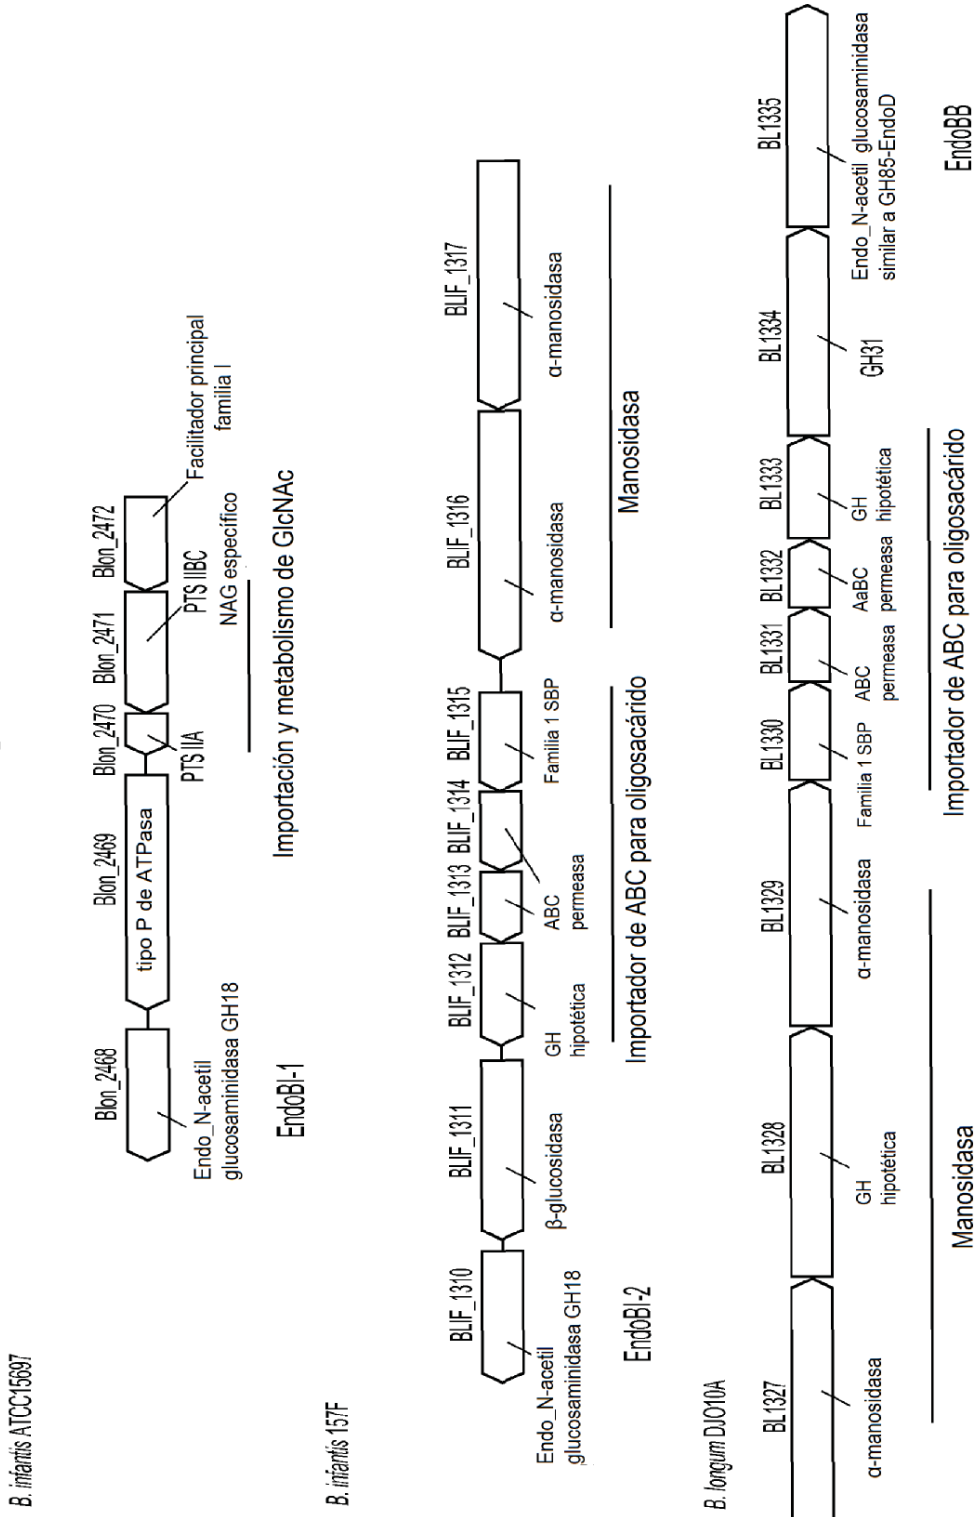 B. infantis ATCC15697
Blon_2468
Blon_2469
Blon_2470
Blon_2471
Blon_2472
tipo P de ATPasa
Endo_N-acetil
glucosaminidasa GH18
PTS IIA
PTS IIBC
NAG específico
Facilitador principal
familia I
EndoBI-1
Importación y metabolismo de GlcNAc
B. infantis 157F
BLIF_1310
BLIF_1311
BLIF_1312
BLIF_1313
BLIF_1314
BLIF_1315
BLIF_1316
BLIF_1317
Endo_N-acetil
glucosaminidasa GH18
β-glucosidasa
GH
hipotética
ABC
permeasa
Familia 1 SBP
α-manosidasa
α-manosidasa
EndoBI-2
Importador de ABC para oligosacárido
Manosidasa
B. longum DJO10A
BL1327
BL1328
BL1329
BL1330
BL1331
BL1332
BL1333
BL1334
BL1335
α-manosidasa
GH
hipotética
α-manosidasa
Familia 1 SBP
ABC
permeasa
AaBC
permeasa
GH
hipotética
GH31
Endo_N-acetil glucosaminidasa
similar a GH85-EndoD
Manosidasa
Importador de ABC para oligosacárido
EndoBB